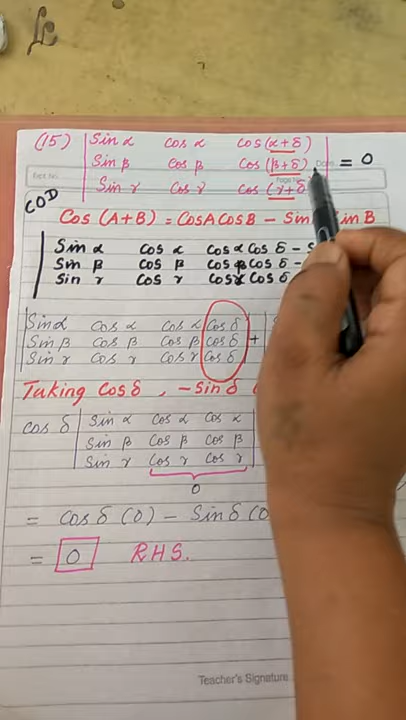 (15) | Sin α Cos α Cos (α + δ) |
| Sin β Cos β Cos (β + δ) | = 0
| Sin γ Cos γ Cos (γ + δ
COD
Cos (A+B) = CosA CosB - Sin in B
| Sin α Cos α Cos α Cos δ - S
Sin β Cos β Cos β Cos δ -
Sin γ Cos γ Cos γ Cos δ
| Sin α Cos α Cos α Cos δ |
| Sin β Cos β Cos β Cos δ | +
| Sin γ Cos γ Cos γ Cos δ |
Taking Cos δ , - Sin δ
Cos δ | Sin α Cos α Cos α |
| Sin β Cos β Cos β |
| Sin γ Cos γ Cos γ |
0
= Cos δ (0) - Sin δ (0
= 0 RHS.
Teacher's Signature